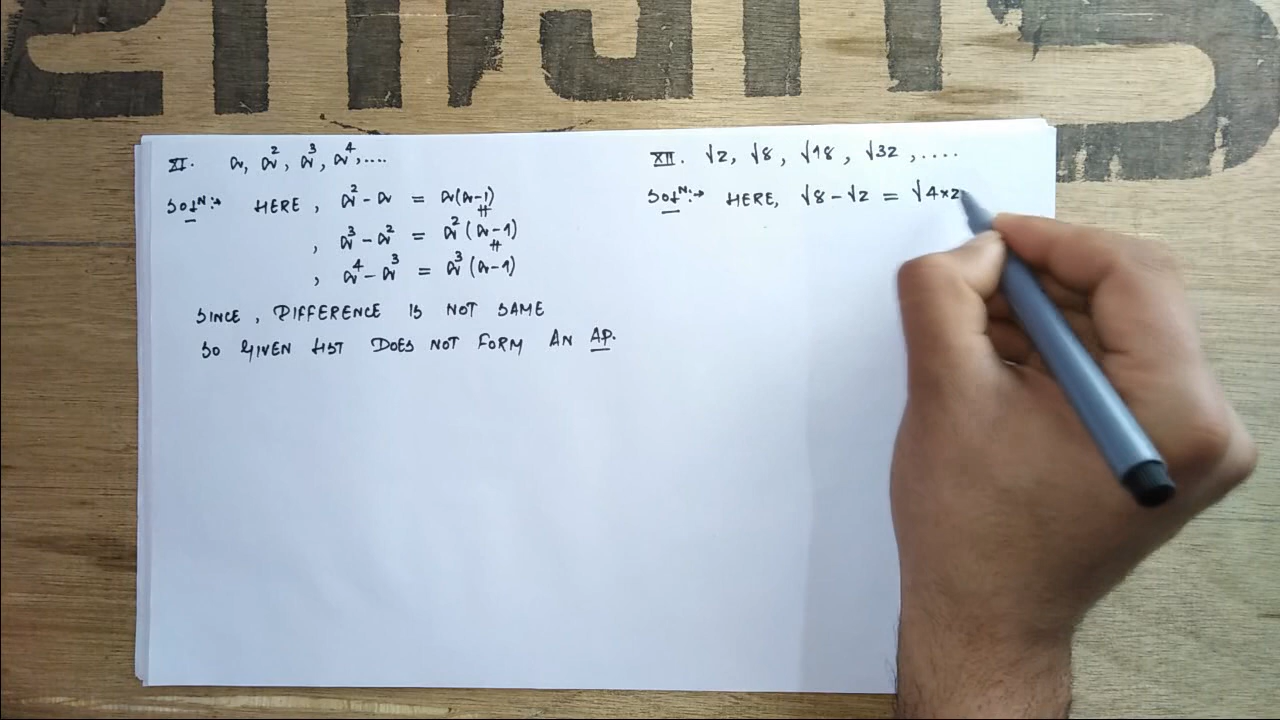 XI. a, a², a³, a⁴,....
SOLᴺ:→ HERE, a² - a = a(a-1)
≠
, a³ - a² = a²(a-1)
≠
, a⁴ - a³ = a³(a-1)
SINCE, DIFFERENCE IS NOT SAME
SO GIVEN LIST DOES NOT FORM AN AP.
XII. √2, √8, √18, √32, ....
SOLᴺ:→ HERE, √8 - √2 = √4×2